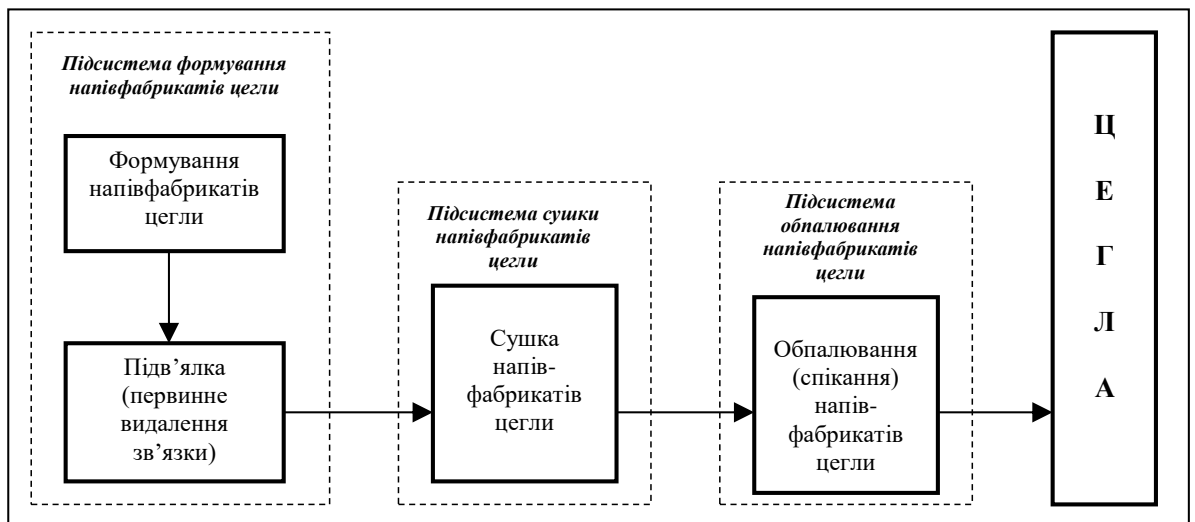 Підсистема формування
напівфабрикатів цегли
Формування
напівфабрикатів
цегли
Підв’ялка
(первинне
видалення
зв’язки)
Підсистема сушки
напівфабрикатів
цегли
Сушка
напів-
фабрикатів
цегли
Підсистема
обпалювання
напівфабрикатів
цегли
Обпалювання
(спікання)
напів-
фабрикатів
цегли
Ц
Е
Г
Л
А